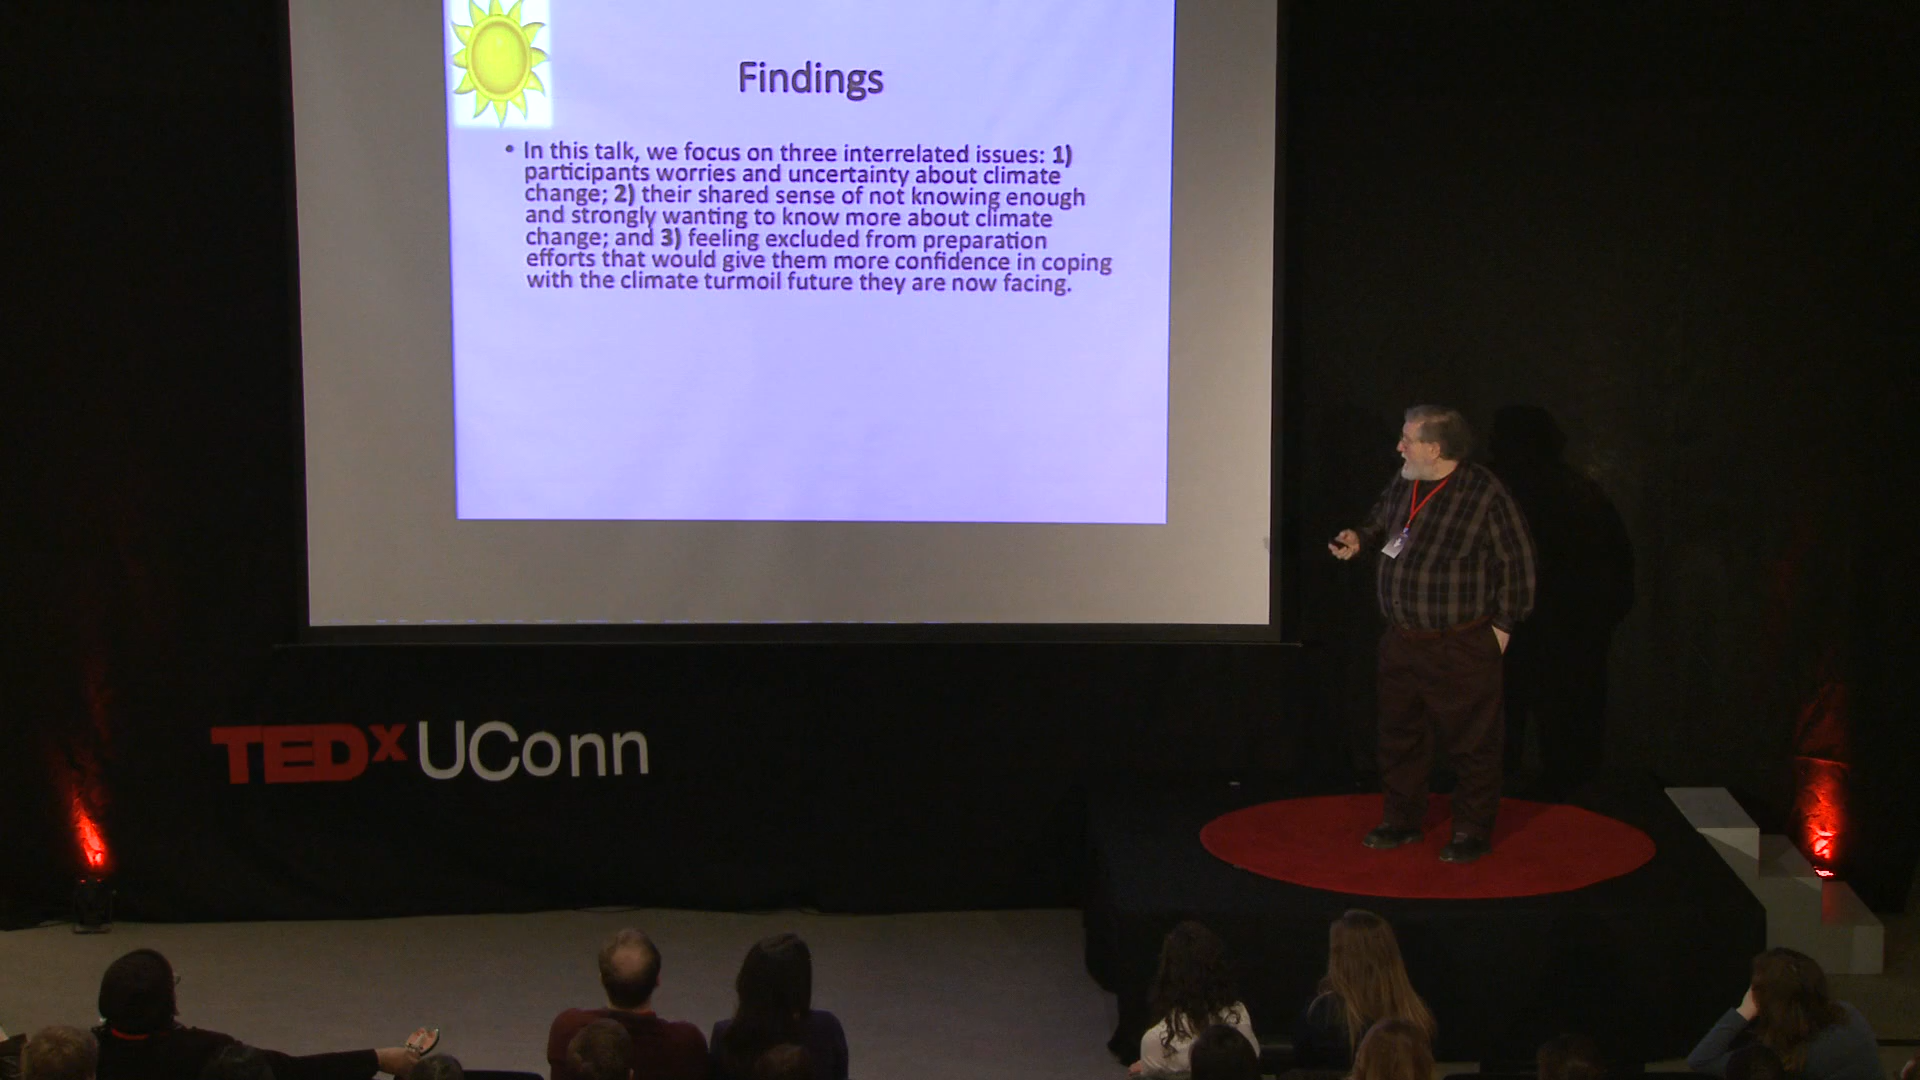 Findings
• In this talk, we focus on three interrelated issues: 1)
participants worries and uncertainty about climate
change; 2) their shared sense of not knowing enough
and strongly wanting to know more about climate
change; and 3) feeling excluded from preparation
efforts that would give them more confidence in coping
with the climate turmoil future they are now facing.
TEDx UConn